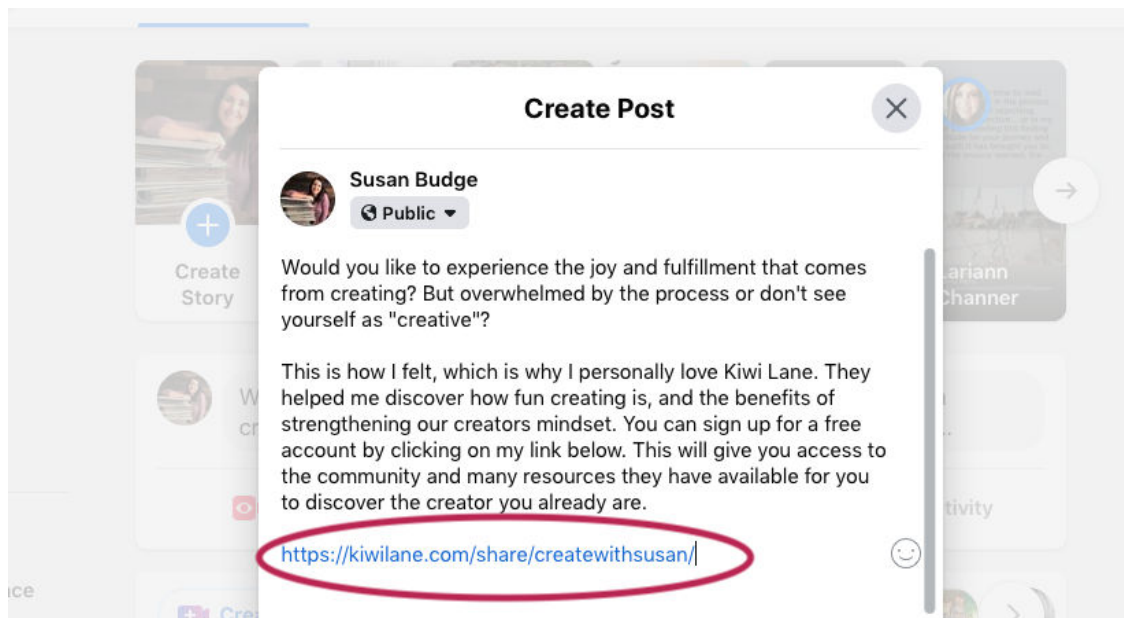 Create Post
Susan Budge
Public
Would you like to experience the joy and fulfillment that comes
from creating? But overwhelmed by the process or don't see
yourself as "creative"?
This is how I felt, which is why I personally love Kiwi Lane. They
helped me discover how fun creating is, and the benefits of
strengthening our creators mindset. You can sign up for a free
account by clicking on my link below. This will give you access to
the community and many resources they have available for you
to discover the creator you already are.
https://kiwilane.com/share/createwithsusan/
Create
Story
Lariann
Channer
W
cr
tivity
ace
Crea